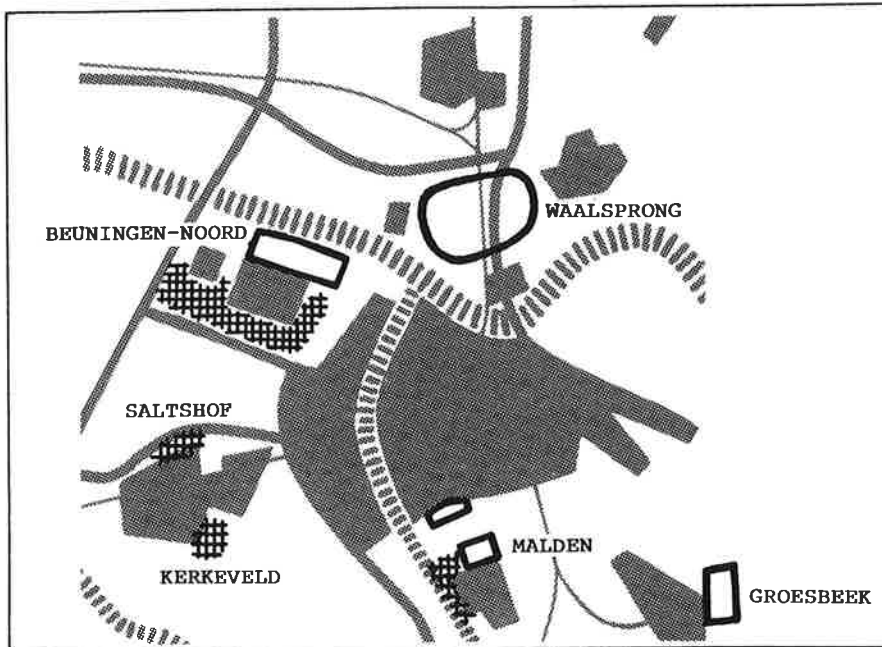 WAALSPRONG
BEUNINGEN-NOORD
SALTSHOF
KERKEVELD
MALDEN
GROESBEEK